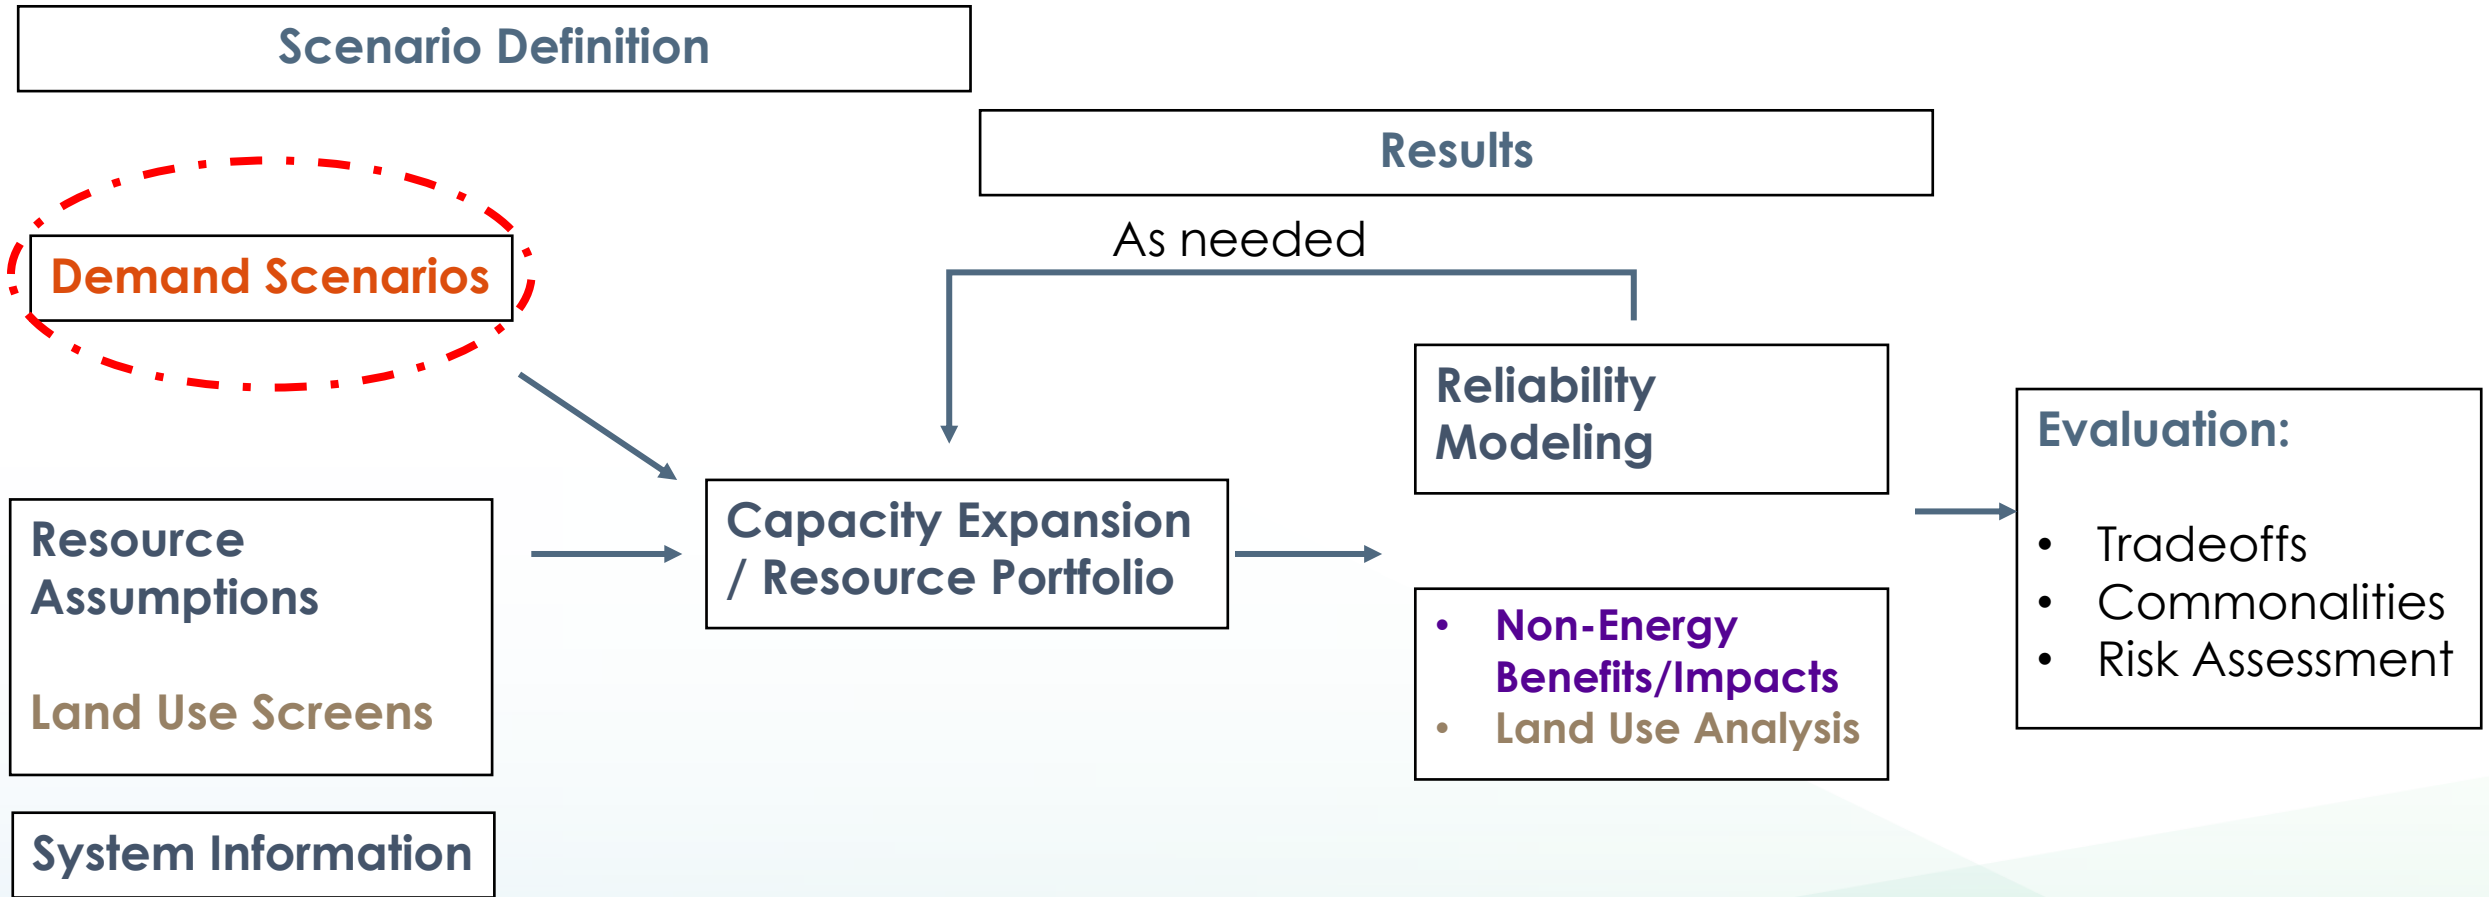 Scenario Definition
Results
As needed
Demand Scenarios
Resource
Assumptions
Land Use Screens
System Information
Capacity Expansion
/ Resource Portfolio
Reliability
Modeling
• Non-Energy
Benefits/Impacts
• Land Use Analysis
Evaluation:
• Tradeoffs
• Commonalities
• Risk Assessment